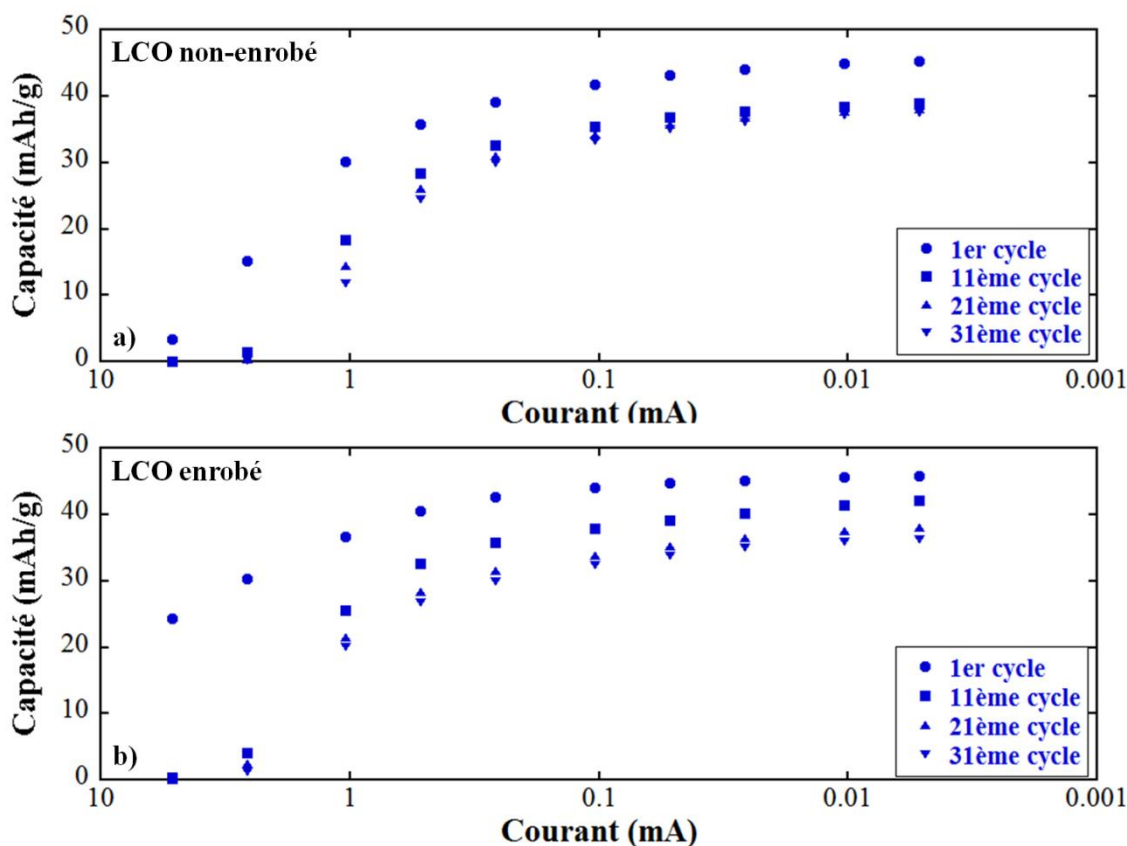 50
LCO non-enrobé
40
30
20
10
0
Capacité (mAh/g)
a)
1er cycle
11ème cycle
21ème cycle
31ème cycle
10 1 0.1 0.01 0.001
Courant (mA)
50
LCO enrobé
40
30
20
10
0
Capacité (mAh/g)
b)
1er cycle
11ème cycle
21ème cycle
31ème cycle
10 1 0.1 0.01 0.001
Courant (mA)